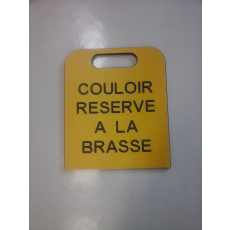 COULOIR
RESERVE
A LA
BRASSE